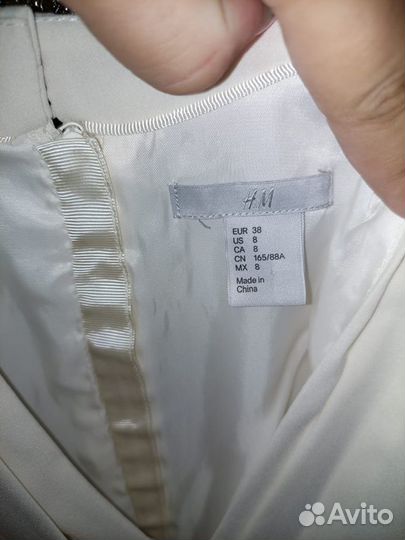 H&M
EUR 38
US 8
CA 8
CN 165/88A
MX 8
Made in
China
Avito